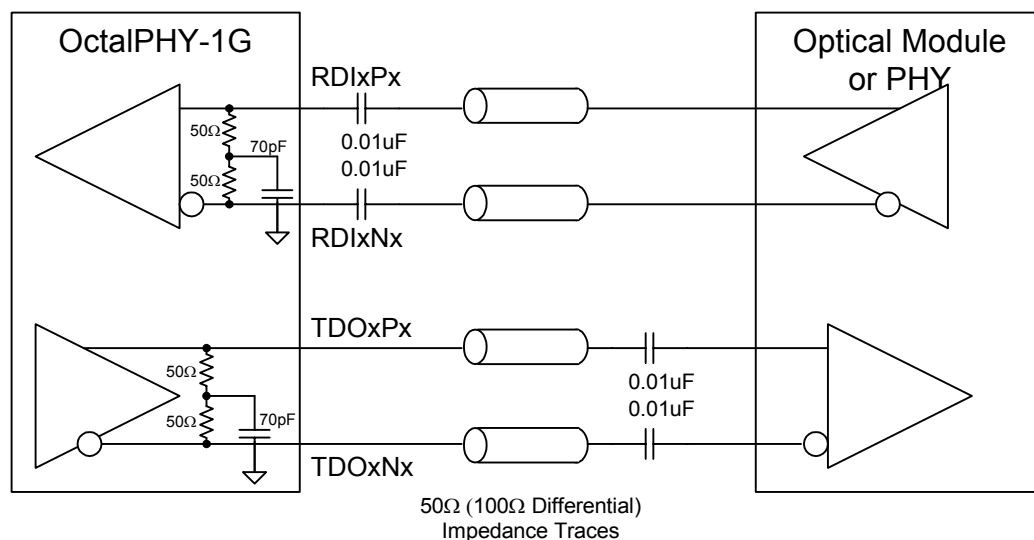 OctalPHY-1G
Optical Module
or PHY
RDIxPx
50Ω
70pF
0.01uF
0.01uF
50Ω
RDIxNx
TDOxPx
50Ω
0.01uF
0.01uF
50Ω
70pF
TDOxNx
50Ω (100Ω Differential)
Impedance Traces